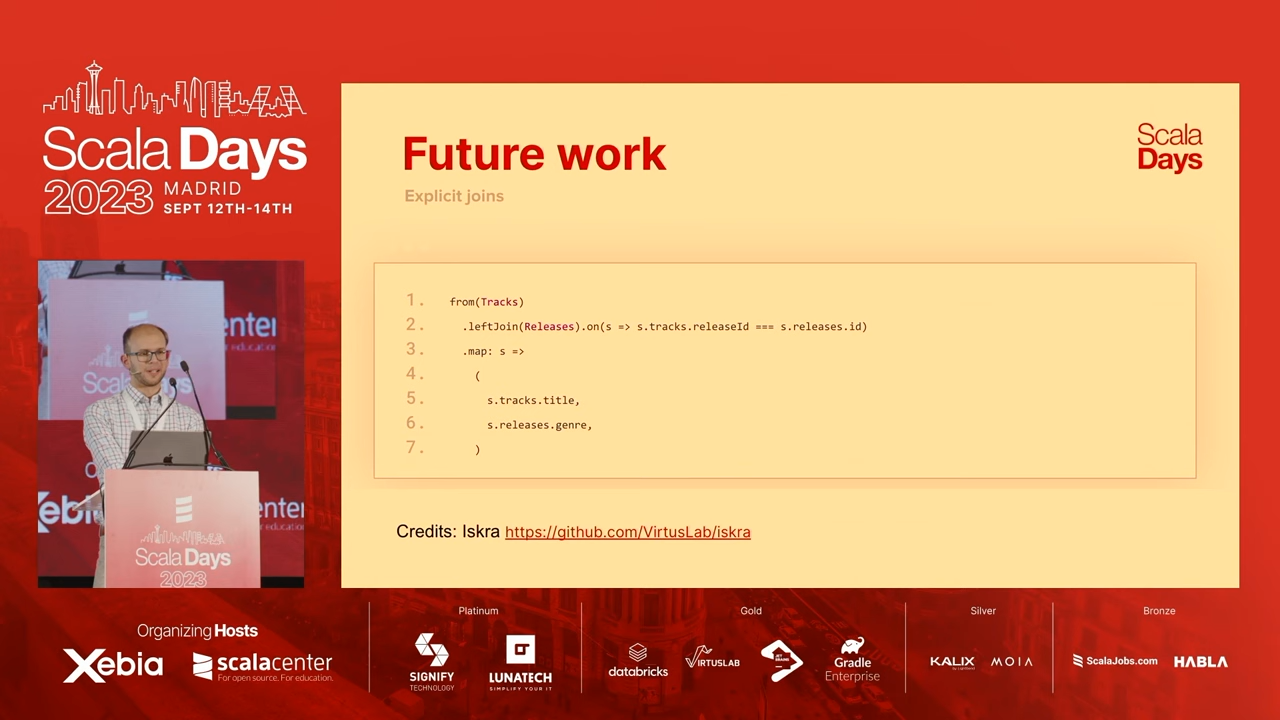 Scala Days
2023 MADRID
SEPT 12TH-14TH
Future work
Explicit joins
Scala
Days
1. from(Tracks)
2. .leftJoin(Releases).on(s => s.tracks.releaseId === s.releases.id)
3. .map: s =>
4. (
5. s.tracks.title,
6. s.releases.genre,
7. )
Credits: Iskra https://github.com/VirtusLab/iskra
Scala Days
2023
Organizing Hosts
Xebia
scalacenter
For open source. For education.
Platinum
SIGNIFY
TECHNOLOGY
LUNATECH
SIMPLIFY YOUR IT
Gold
databricks
VIRTUSLAB
JET
BRAINS
Gradle
Enterprise
Silver
KALIX
MOIA
Bronze
ScalaJobs.com
HABLA